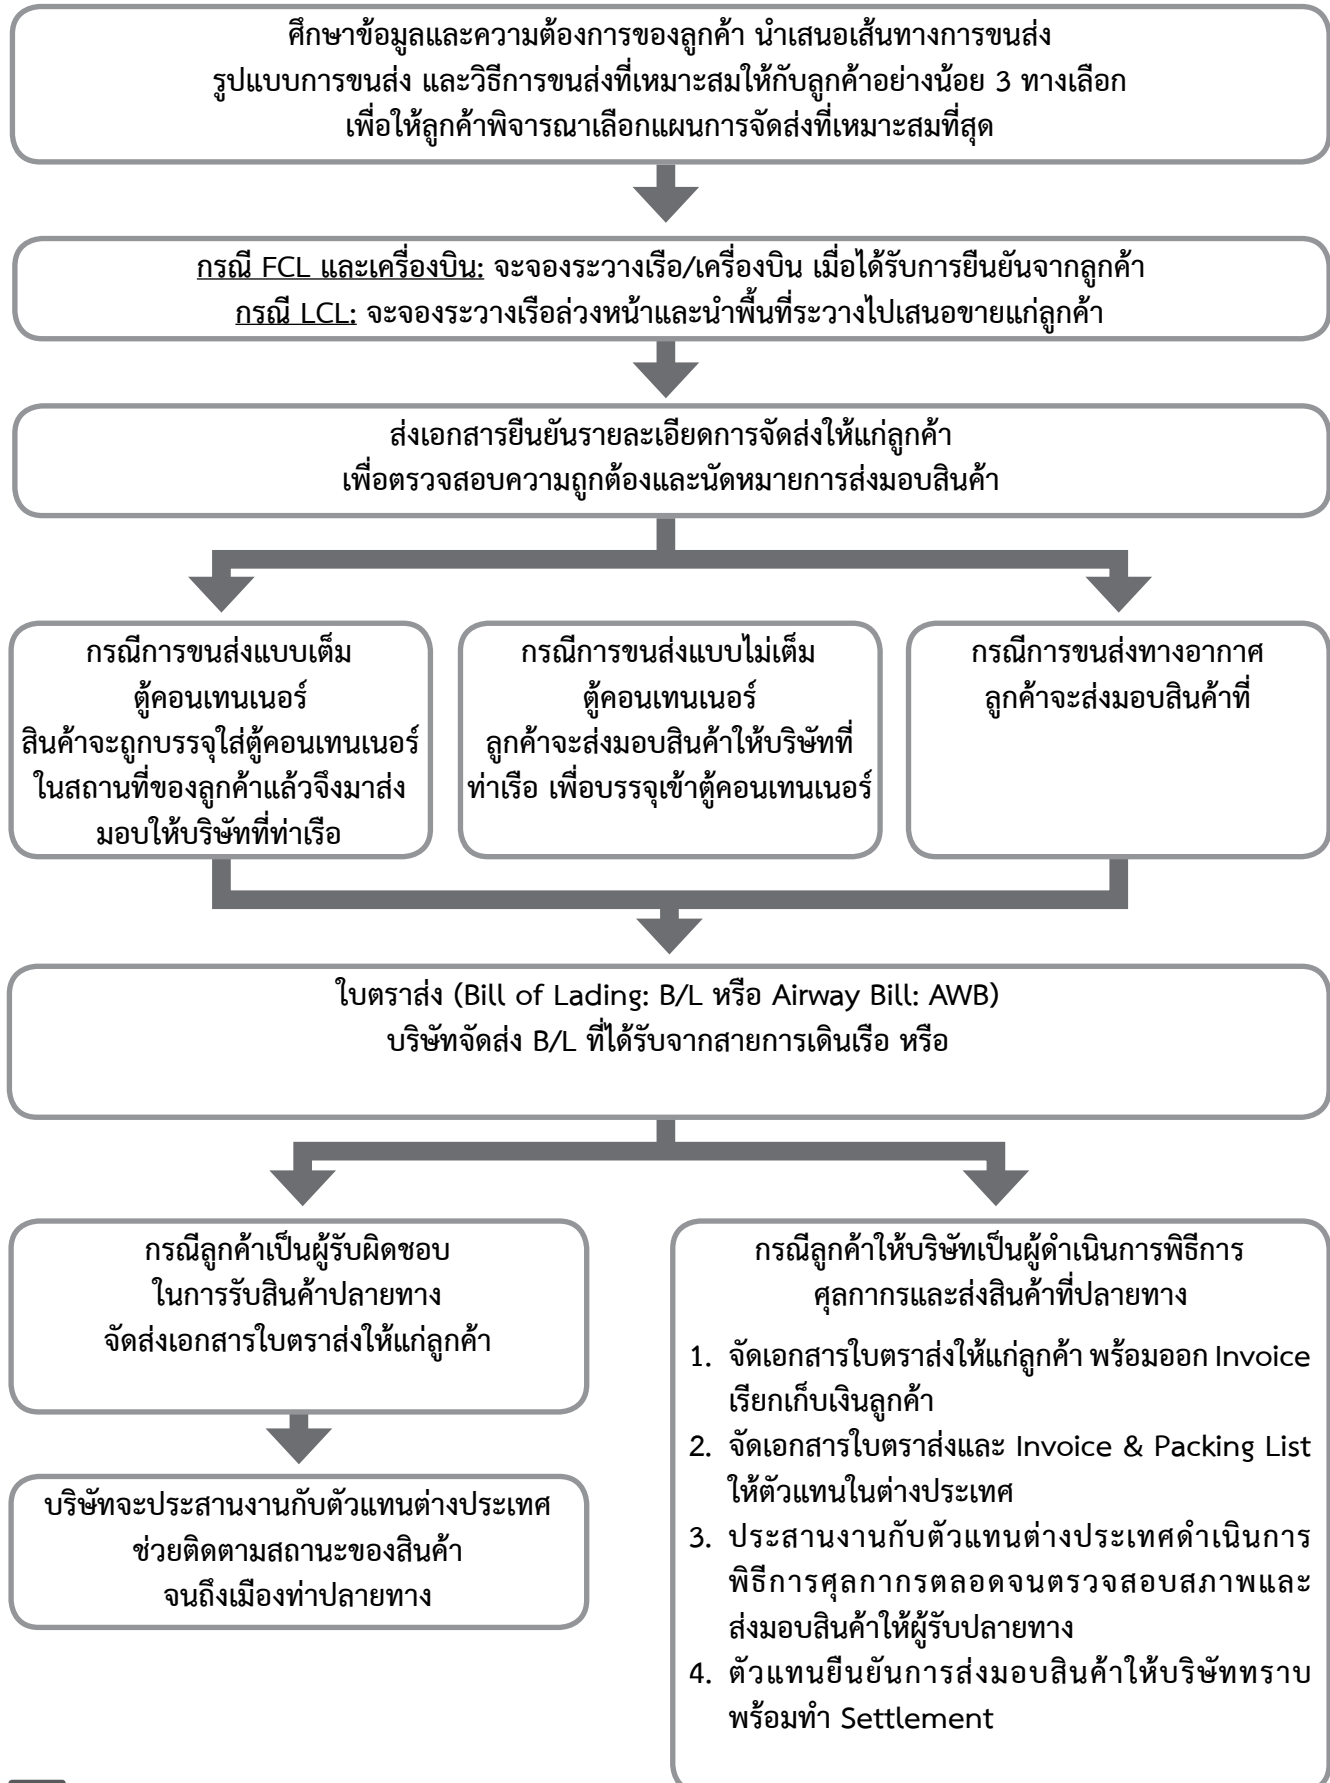 ศึกษาข้อมูลและความต้องการของลูกค้า นำเสนอเส้นทางการขนส่ง
รูปแบบการขนส่ง และวิธีการขนส่งที่เหมาะสมให้กับลูกค้าอย่างน้อย 3 ทางเลือก
เพื่อให้ลูกค้าพิจารณาเลือกแผนการจัดส่งที่เหมาะสมที่สุด
กรณี FCL และเครื่องบิน: จะจองระวางเรือ/เครื่องบิน เมื่อได้รับการยืนยันจากลูกค้า
กรณี LCL: จะจองระวางเรือล่วงหน้าและนำพื้นที่ระวางไปเสนอขายแก่ลูกค้า
ส่งเอกสารยืนยันรายละเอียดการจัดส่งให้แก่ลูกค้า
เพื่อตรวจสอบความถูกต้องและนัดหมายการส่งมอบสินค้า
กรณีการขนส่งแบบเต็ม
ตู้คอนเทนเนอร์
สินค้าจะถูกบรรจุใส่ตู้คอนเทนเนอร์
ในสถานที่ของลูกค้าแล้วจึงมาส่ง
มอบให้บริษัทที่ท่าเรือ
กรณีการขนส่งแบบไม่เต็ม
ตู้คอนเทนเนอร์
ลูกค้าจะส่งมอบสินค้าให้บริษัทที่
ท่าเรือ เพื่อบรรจุเข้าตู้คอนเทนเนอร์
กรณีการขนส่งทางอากาศ
ลูกค้าจะส่งมอบสินค้าที่
ใบตราส่ง (Bill of Lading: B/L หรือ Airway Bill: AWB)
บริษัทจัดส่ง B/L ที่ได้รับจากสายการเดินเรือ หรือ
กรณีลูกค้าเป็นผู้รับผิดชอบ
ในการรับสินค้าปลายทาง
จัดส่งเอกสารใบตราส่งให้แก่ลูกค้า
บริษัทจะประสานงานกับตัวแทนต่างประเทศ
ช่วยติดตามสถานะของสินค้า
จนถึงเมืองท่าปลายทาง
กรณีลูกค้าให้บริษัทเป็นผู้ดำเนินการพิธีการ
ศุลกากรและส่งสินค้าที่ปลายทาง
1. จัดเอกสารใบตราส่งให้แก่ลูกค้า พร้อมออก Invoice
เรียกเก็บเงินลูกค้า
2. จัดเอกสารใบตราส่งและ Invoice & Packing List
ให้ตัวแทนในต่างประเทศ
3. ประสานงานกับตัวแทนต่างประเทศดำเนินการ
พิธีการศุลกากรตลอดจนตรวจสอบสภาพและ
ส่งมอบสินค้าให้ผู้รับปลายทาง
4. ตัวแทนยืนยันการส่งมอบสินค้าให้บริษัททราบ
พร้อมทำ Settlement